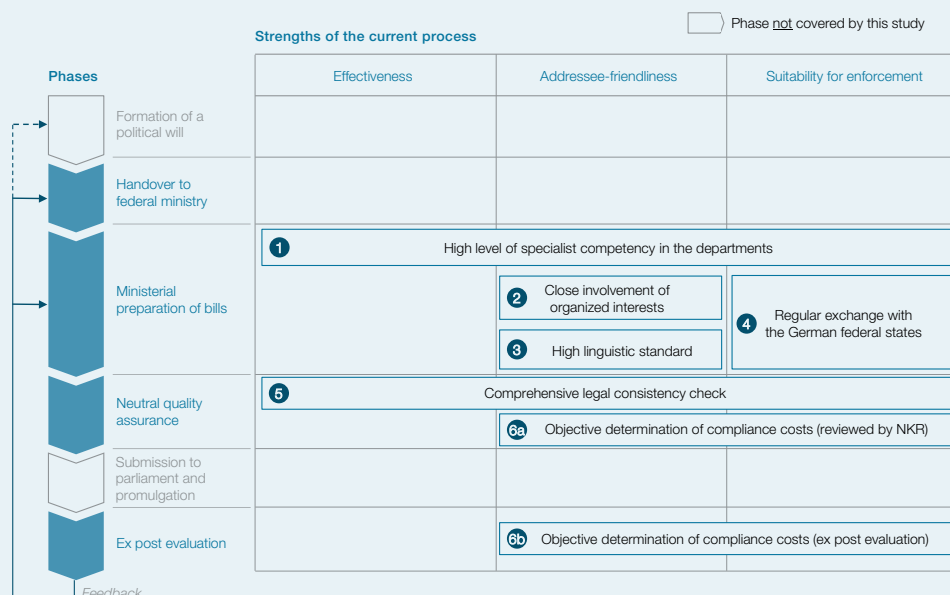 Phase not covered by this study
Strengths of the current process
Phases
Effectiveness
Addressee-friendliness
Suitability for enforcement
Formation of a
political will
Handover to
federal ministry
Ministerial
preparation of bills
1 High level of specialist competency in the departments
2 Close involvement of
organized interests
3 High linguistic standard
4 Regular exchange with
the German federal states
Neutral quality
assurance
5 Comprehensive legal consistency check
6a Objective determination of compliance costs (reviewed by NKR)
Submission to
parliament and
promulgation
Ex post evaluation
6b Objective determination of compliance costs (ex post evaluation)
Feedback